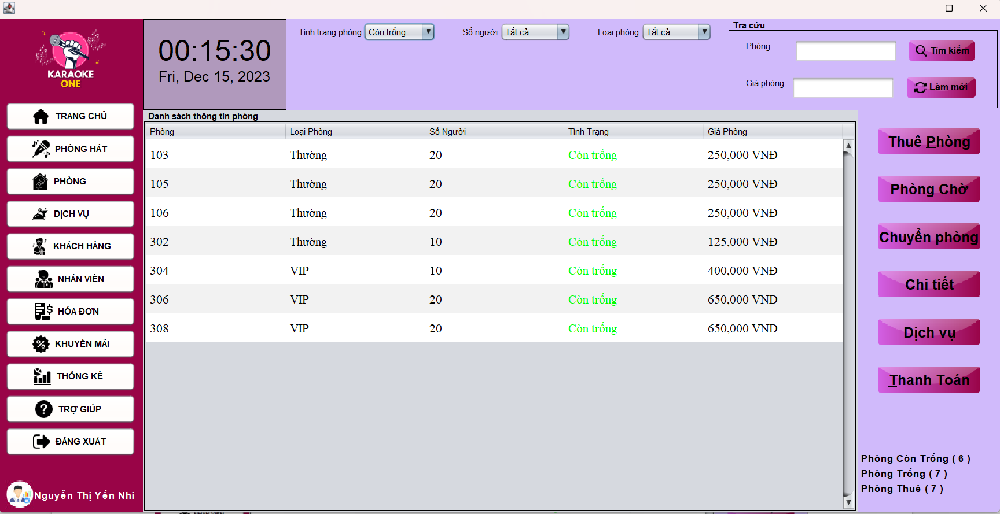 KARAOKE
ONE
TRANG CHỦ
PHÒNG HÁT
PHÒNG
DỊCH VỤ
KHÁCH HÀNG
NHÂN VIÊN
HÓA ĐƠN
KHUYẾN MÃI
THỐNG KÊ
TRỢ GIÚP
ĐĂNG XUẤT
Nguyễn Thị Yến Nhi
00:15:30
Fri, Dec 15, 2023
Tình trạng phòng Còn trống Số người Tất cả Loại phòng Tất cả
Tra cứu
Phòng Tìm kiếm
Giá phòng Làm mới
Danh sách thông tin phòng
Phòng Loại Phòng Số Người Tình Trạng Giá Phòng
103 Thường 20 Còn trống 250,000 VNĐ
105 Thường 20 Còn trống 250,000 VNĐ
106 Thường 20 Còn trống 250,000 VNĐ
302 Thường 10 Còn trống 125,000 VNĐ
304 VIP 10 Còn trống 400,000 VNĐ
306 VIP 20 Còn trống 650,000 VNĐ
308 VIP 20 Còn trống 650,000 VNĐ
Thuê Phòng
Phòng Chờ
Chuyển phòng
Chi tiết
Dịch vụ
Thanh Toán
Phòng Còn Trống ( 6 )
Phòng Trống ( 7 )
Phòng Thuê ( 7 )